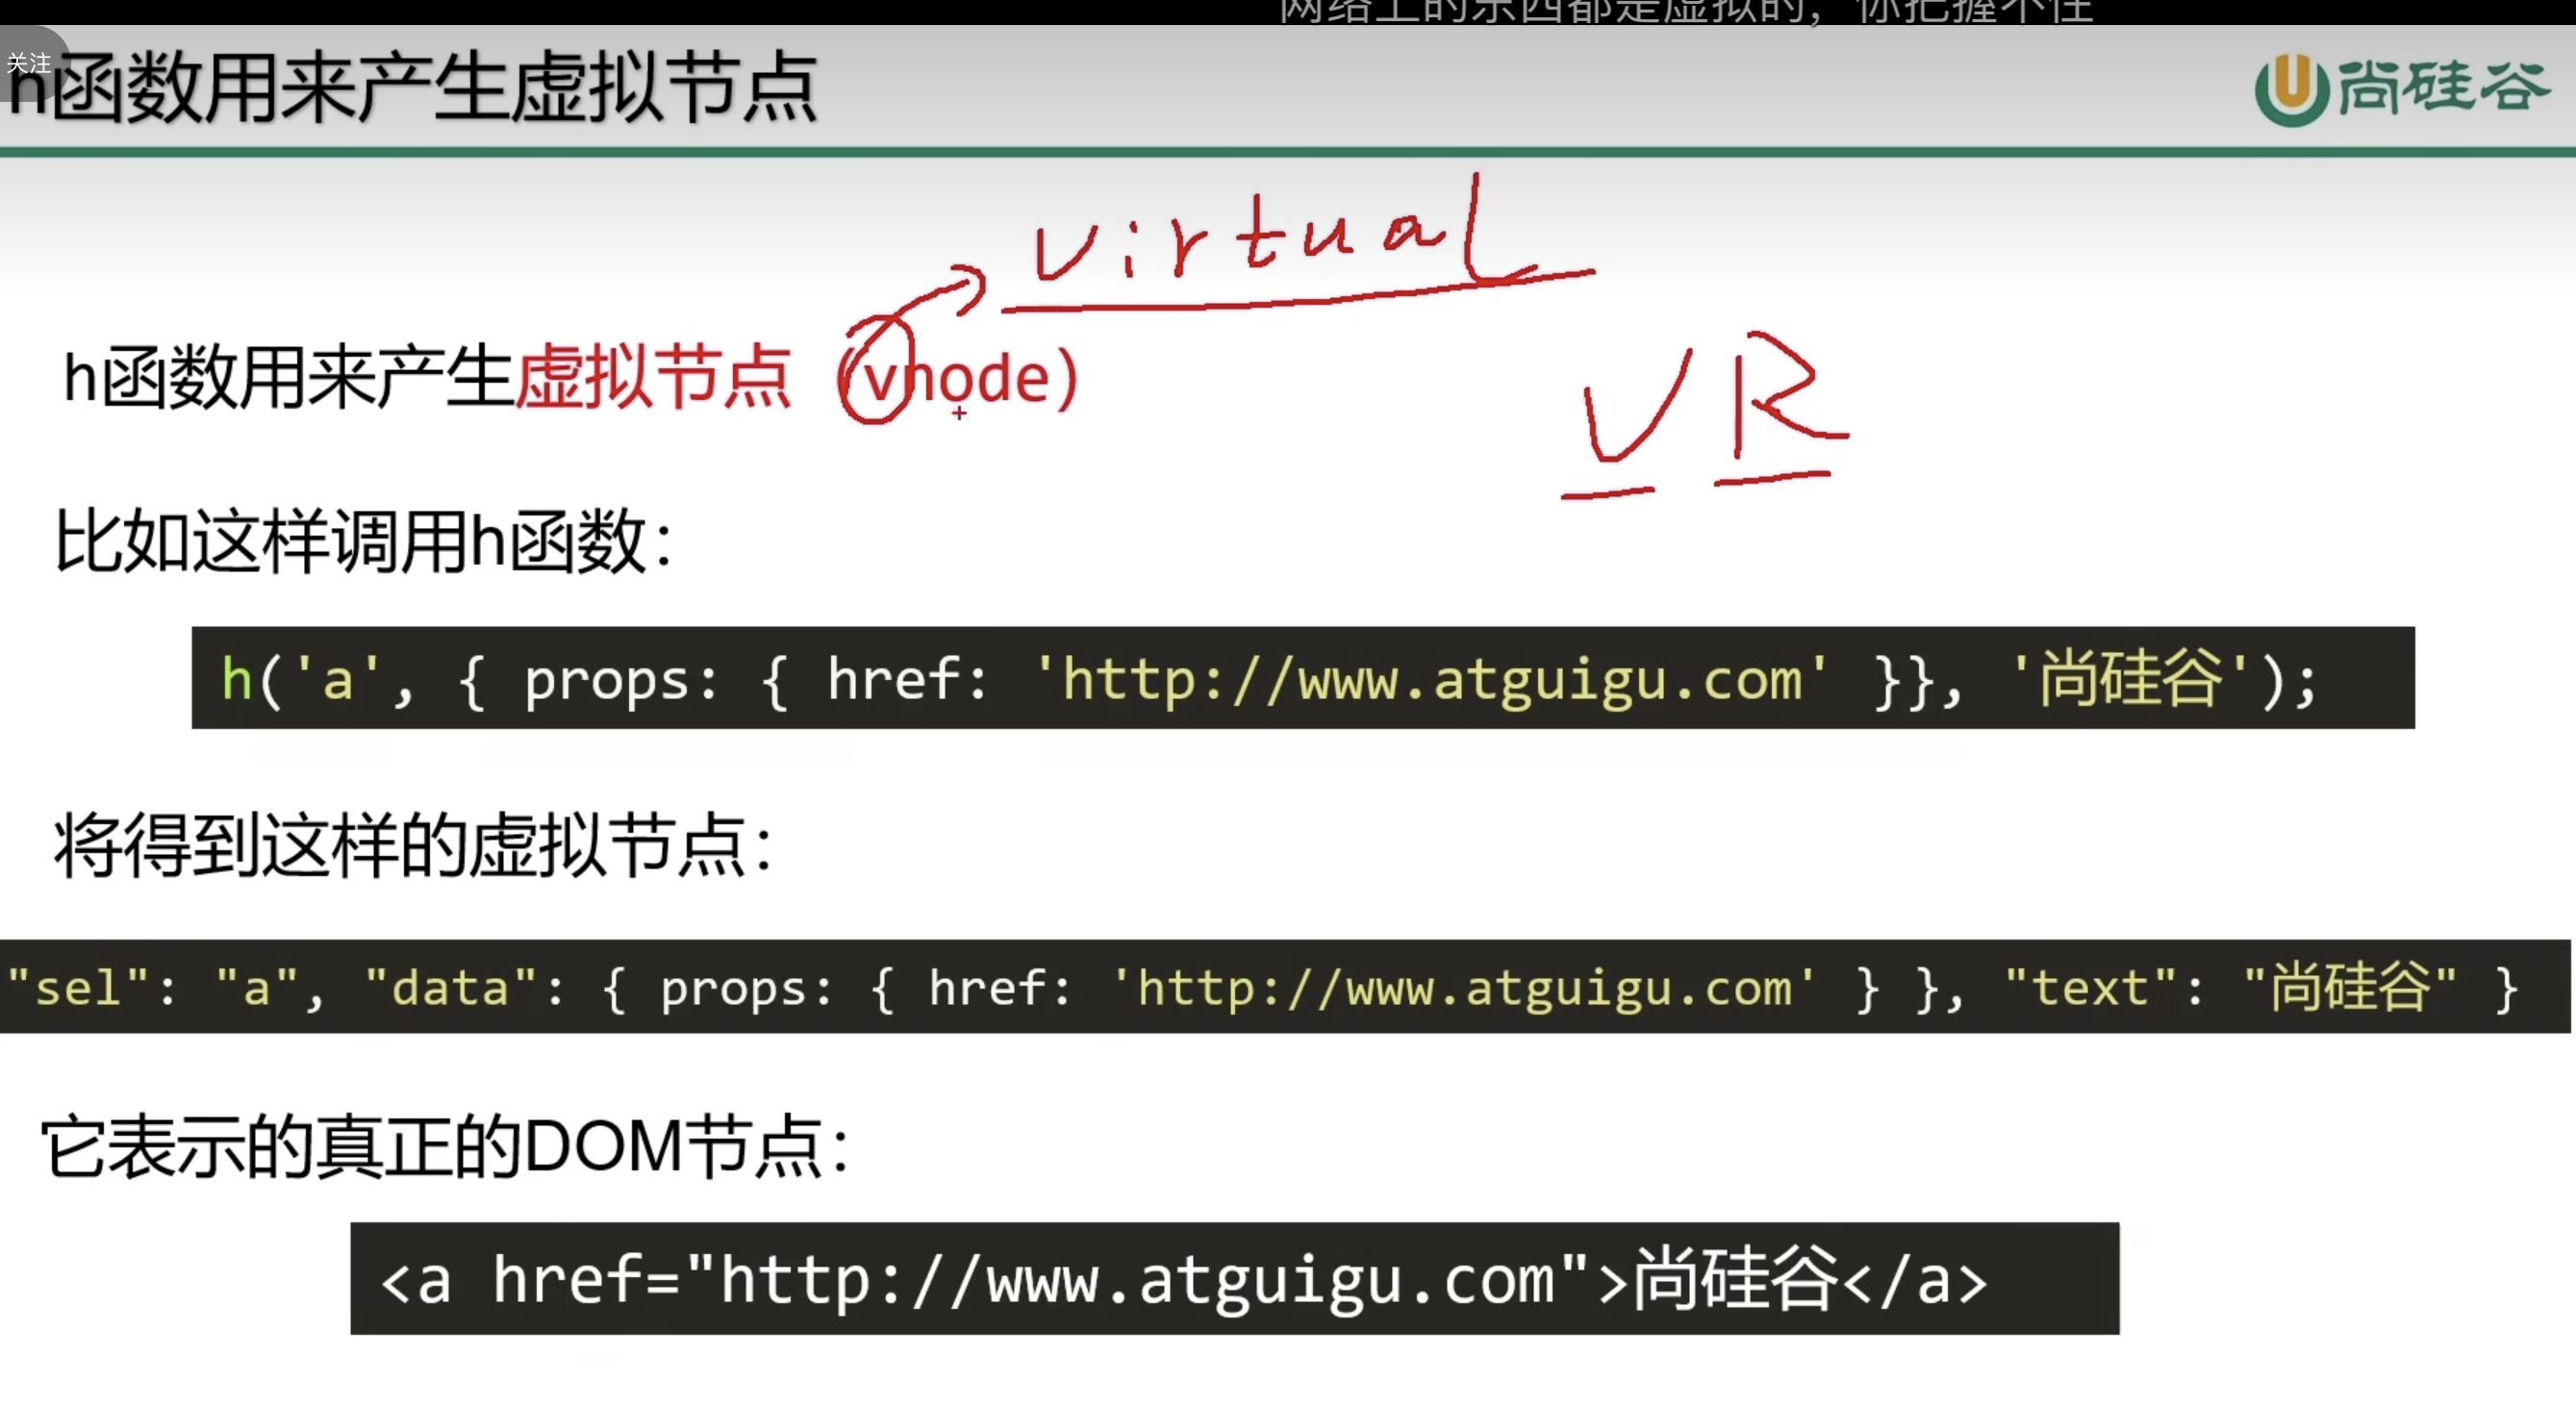 网络上的东西都是虚拟的，你把握不住
关注
h函数用来产生虚拟节点
尚硅谷
virtual
h函数用来产生虚拟节点（vnode）
VR
比如这样调用h函数：
h('a', { props: { href: 'http://www.atguigu.com' }}, '尚硅谷');
将得到这样的虚拟节点：
"sel": "a", "data": { props: { href: 'http://www.atguigu.com' } }, "text": "尚硅谷" }
它表示的真正的DOM节点：
<a href="http://www.atguigu.com">尚硅谷</a>